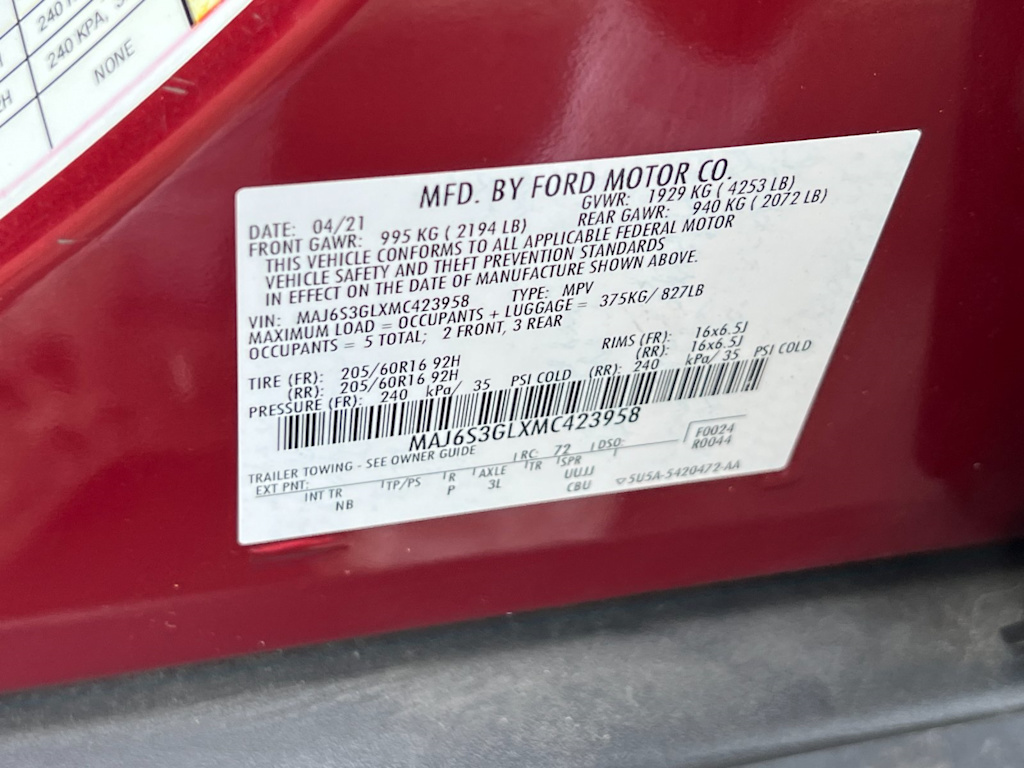 240 K
240 KPA, 3
NONE
MFD. BY FORD MOTOR CO.
DATE: 04/21 GVWR: 1929 KG ( 4253 LB)
FRONT GAWR: 995 KG ( 2194 LB) REAR GAWR: 940 KG ( 2072 LB)
THIS VEHICLE CONFORMS TO ALL APPLICABLE FEDERAL MOTOR
VEHICLE SAFETY AND THEFT PREVENTION STANDARDS
IN EFFECT ON THE DATE OF MANUFACTURE SHOWN ABOVE.
VIN: MAJ6S3GLXMC423958 TYPE: MPV
MAXIMUM LOAD = OCCUPANTS + LUGGAGE = 375KG/ 827LB
OCCUPANTS = 5 TOTAL; 2 FRONT, 3 REAR
TIRE (FR): 205/60R16 92H RIMS (FR): 16x6.5J
(RR): 205/60R16 92H (RR): 16x6.5J
PRESSURE (FR): 240 kPa/ 35 PSI COLD (RR): 240 kPa/ 35 PSI COLD
MAJ6S3GLXMC423958
TRAILER TOWING - SEE OWNER GUIDE F0024
EXT PNT: RC: 72 DSO: R0044
INT TR TP/PS R AXLE TR SPR
NB P 3L UUJJ 5U5A-5420472-AA
CBU